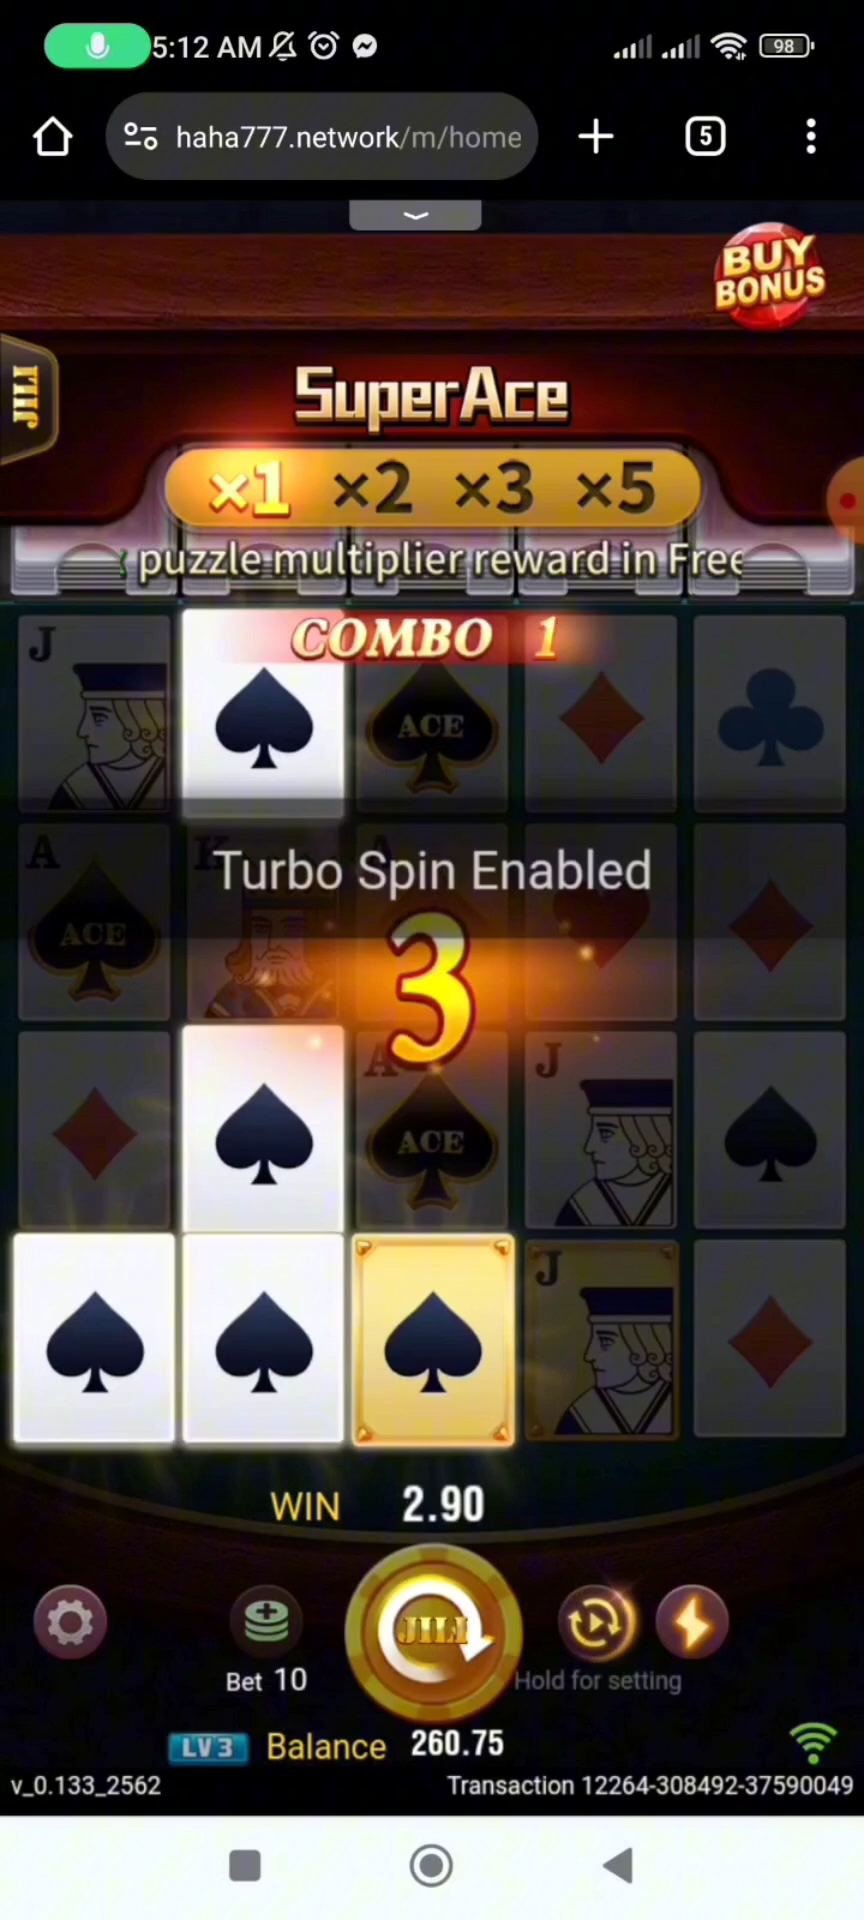 5:12 AM
98
haha777.network/m/home
5
BUY
BONUS
JILI
SuperAce
×1 ×2 ×3 ×5
puzzle multiplier reward in Free
COMBO 1
J
ACE
A
K
A
Turbo Spin Enabled
ACE
3
A
J
ACE
J
WIN 2.90
JILI
Bet 10
Hold for setting
LV 3 Balance 260.75
v_0.133_2562
Transaction 12264-308492-37590049